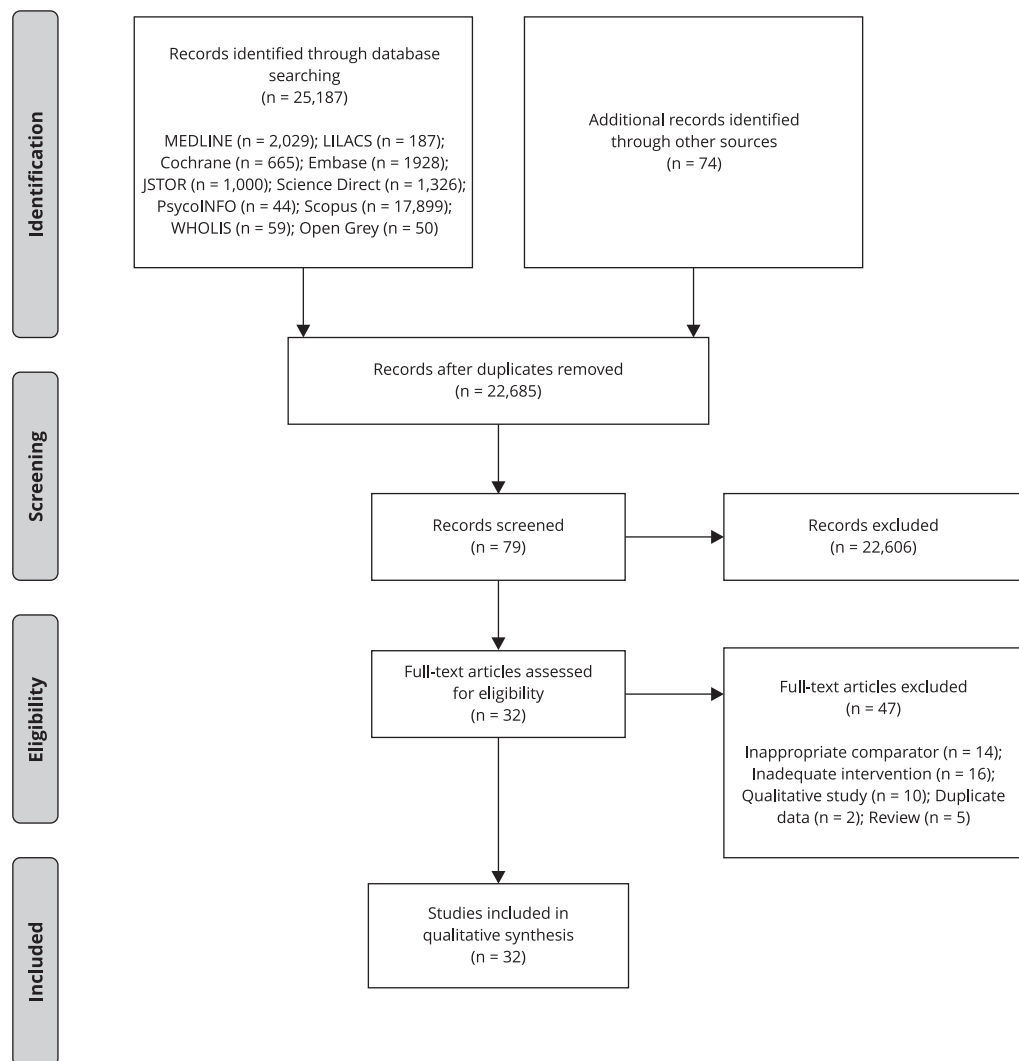 Identification
Records identified through database
searching
(n = 25,187)
MEDLINE (n = 2,029); LILACS (n = 187);
Cochrane (n = 665); Embase (n = 1928);
JSTOR (n = 1,000); Science Direct (n = 1,326);
PsycoINFO (n = 44); Scopus (n = 17,899);
WHOLIS (n = 59); Open Grey (n = 50)
Additional records identified
through other sources
(n = 74)
Records after duplicates removed
(n = 22,685)
Screening
Records screened
(n = 79)
Records excluded
(n = 22,606)
Eligibility
Full-text articles assessed
for eligibility
(n = 32)
Full-text articles excluded
(n = 47)
Inappropriate comparator (n = 14);
Inadequate intervention (n = 16);
Qualitative study (n = 10); Duplicate
data (n = 2); Review (n = 5)
Included
Studies included in
qualitative synthesis
(n = 32)